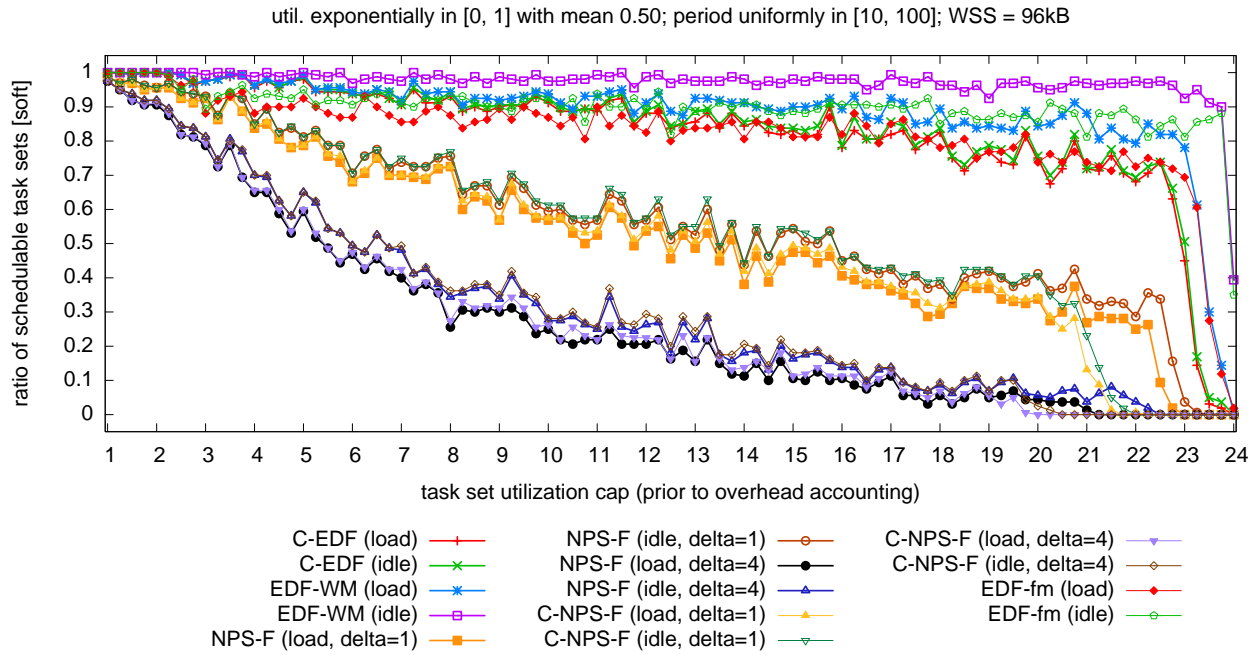 util. exponentially in [0, 1] with mean 0.50; period uniformly in [10, 100]; WSS = 96kB
ratio of schedulable task sets [soft]
1
0.9
0.8
0.7
0.6
0.5
0.4
0.3
0.2
0.1
0
1 2 3 4 5 6 7 8 9 10 11 12 13 14 15 16 17 18 19 20 21 22 23 24
task set utilization cap (prior to overhead accounting)
C-EDF (load)
C-EDF (idle)
EDF-WM (load)
EDF-WM (idle)
NPS-F (load, delta=1)
NPS-F (idle, delta=1)
NPS-F (load, delta=4)
NPS-F (idle, delta=4)
C-NPS-F (load, delta=1)
C-NPS-F (idle, delta=1)
C-NPS-F (load, delta=4)
C-NPS-F (idle, delta=4)
EDF-fm (load)
EDF-fm (idle)